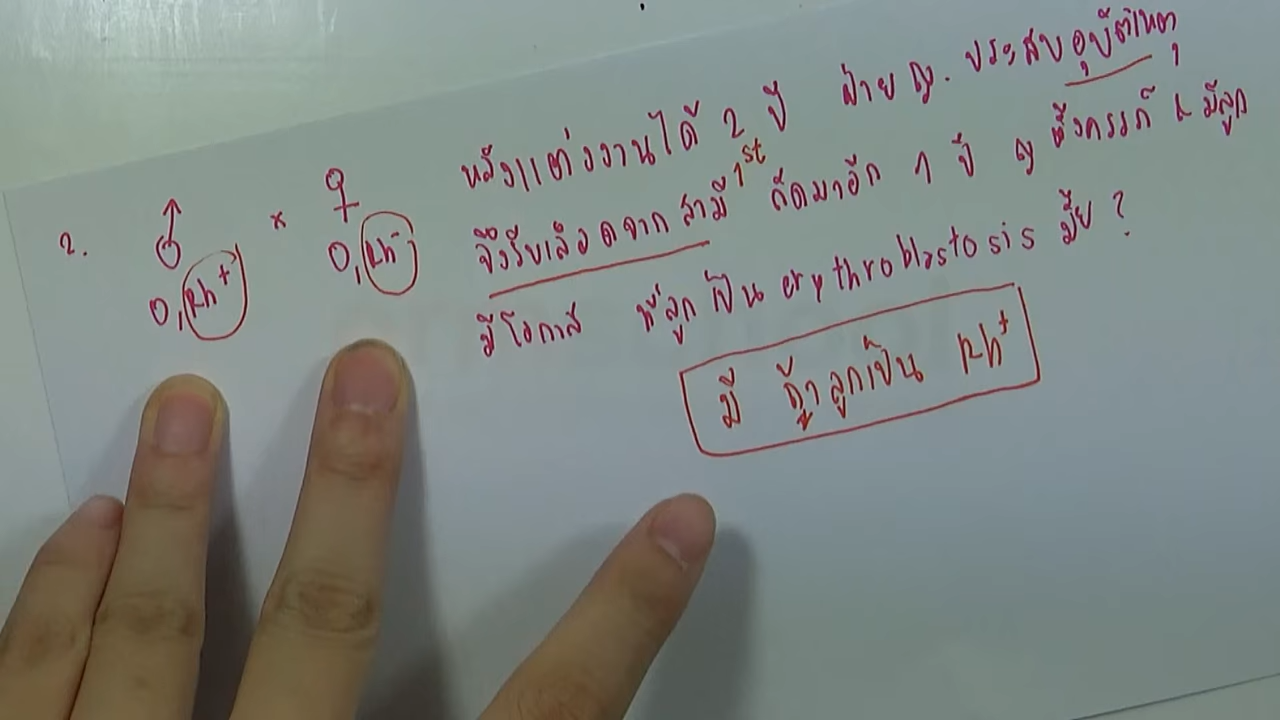 2. ♂ × ♀
O, Rh⁺ O, Rh⁻
หลังแต่งงานได้ 2 ปี ฝ่าย ญ. ประสบอุบัติเหตุ
จึงรับเลือดจากสามี 1st ถัดมาอีก 1 ปี ญ ตั้งครรภ์ & มีลูก
มีโอกาส ที่ลูกเป็น erythroblastosis มั้ย ?
มี ถ้าลูกเป็น Rh⁺